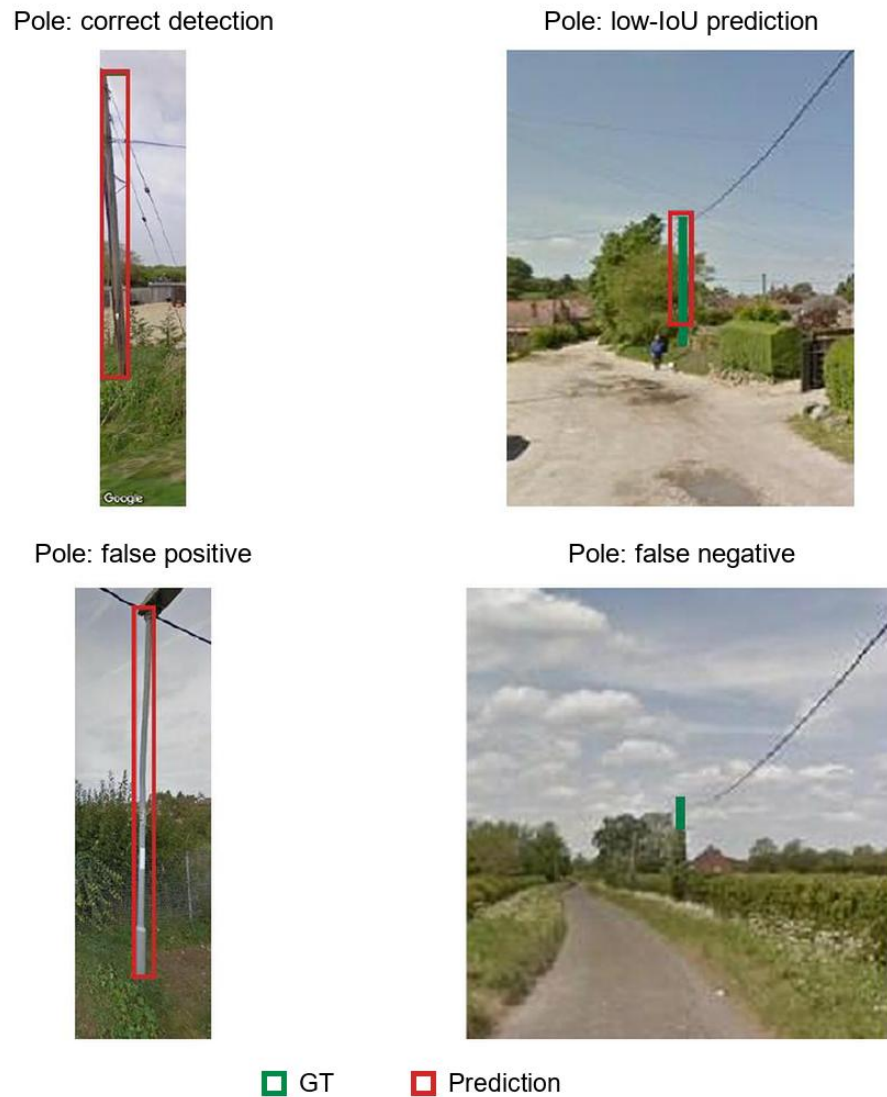 Pole: correct detection
Pole: low-IoU prediction
Google
Pole: false positive
Pole: false negative
GT
Prediction